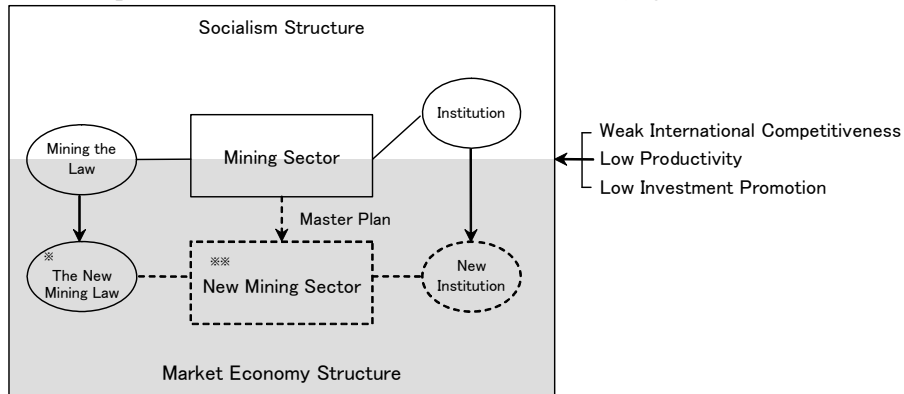 Socialism Structure
Institution
Mining the
Law
Mining Sector
Weak International Competitiveness
Low Productivity
Low Investment Promotion
Master Plan
※
The New
Mining Law
※※
New Mining Sector
New
Institution
Market Economy Structure